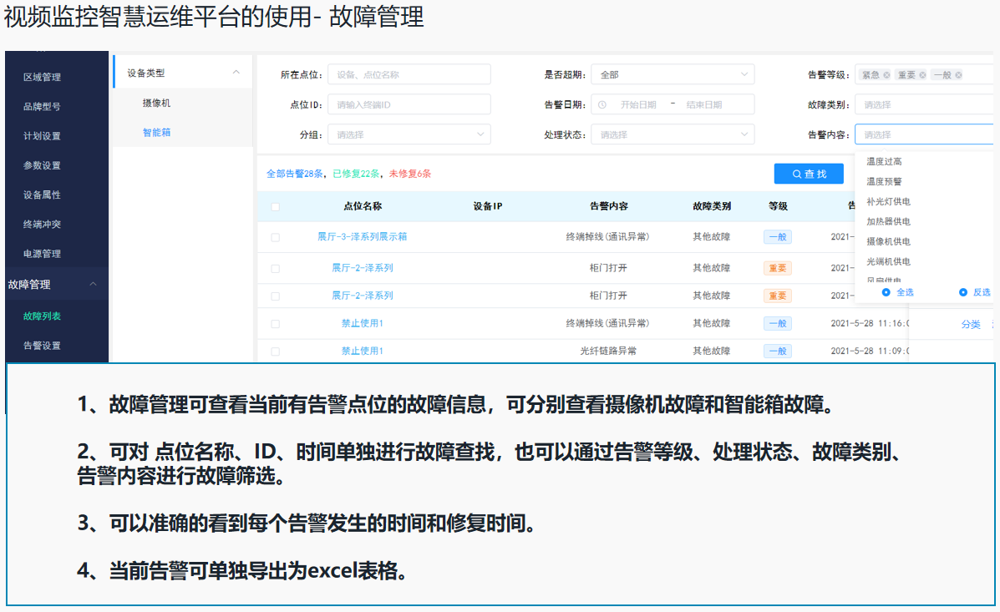 视频监控智慧运维平台的使用- 故障管理
区域管理
品牌型号
计划设置
参数设置
设备属性
终端冲突
电源管理
故障管理
故障列表
告警设置
设备类型
摄像机
智能箱
所在点位： 设备、点位名称 是否超期： 全部 告警等级： 紧急 重要 一般
点位ID： 请输入终端ID 告警日期： 开始日期 - 结束日期 故障类别： 请选择
分组： 请选择 处理状态： 请选择 告警内容： 请选择
全部告警28条，已修复22条，未修复6条 查找
点位名称 设备IP 告警内容 故障类别 等级
展厅-3-泽系列展示箱 终端掉线(通讯异常) 其他故障 一般 2021-
展厅-2-泽系列 柜门打开 其他故障 重要 2021-
展厅-2-泽系列 柜门打开 其他故障 重要 2021-
禁止使用1 终端掉线(通讯异常) 其他故障 一般 2021-5-28 11:16: 分类
禁止使用1 光纤链路异常 其他故障 一般 2021-5-28 11:09:
温度过高
温度预警
补光灯供电
加热器供电
摄像机供电
光端机供电
风扇供电
全选 反选
1、故障管理可查看当前有告警点位的故障信息，可分别查看摄像机故障和智能箱故障。
2、可对 点位名称、ID、时间单独进行故障查找，也可以通过告警等级、处理状态、故障类别、
告警内容进行故障筛选。
3、可以准确的看到每个告警发生的时间和修复时间。
4、当前告警可单独导出为excel表格。